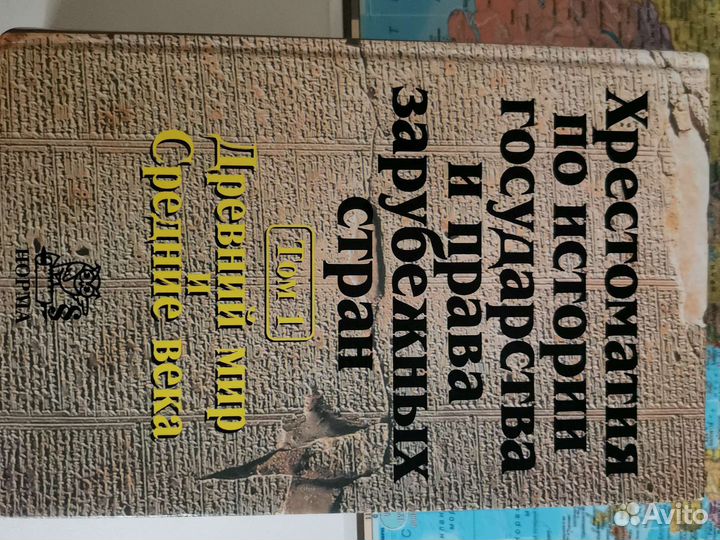 Хрестоматия
по истории
государства
и права
зарубежных
стран
Том 1
Древний мир
и
Средние века
НОРМА
Avito